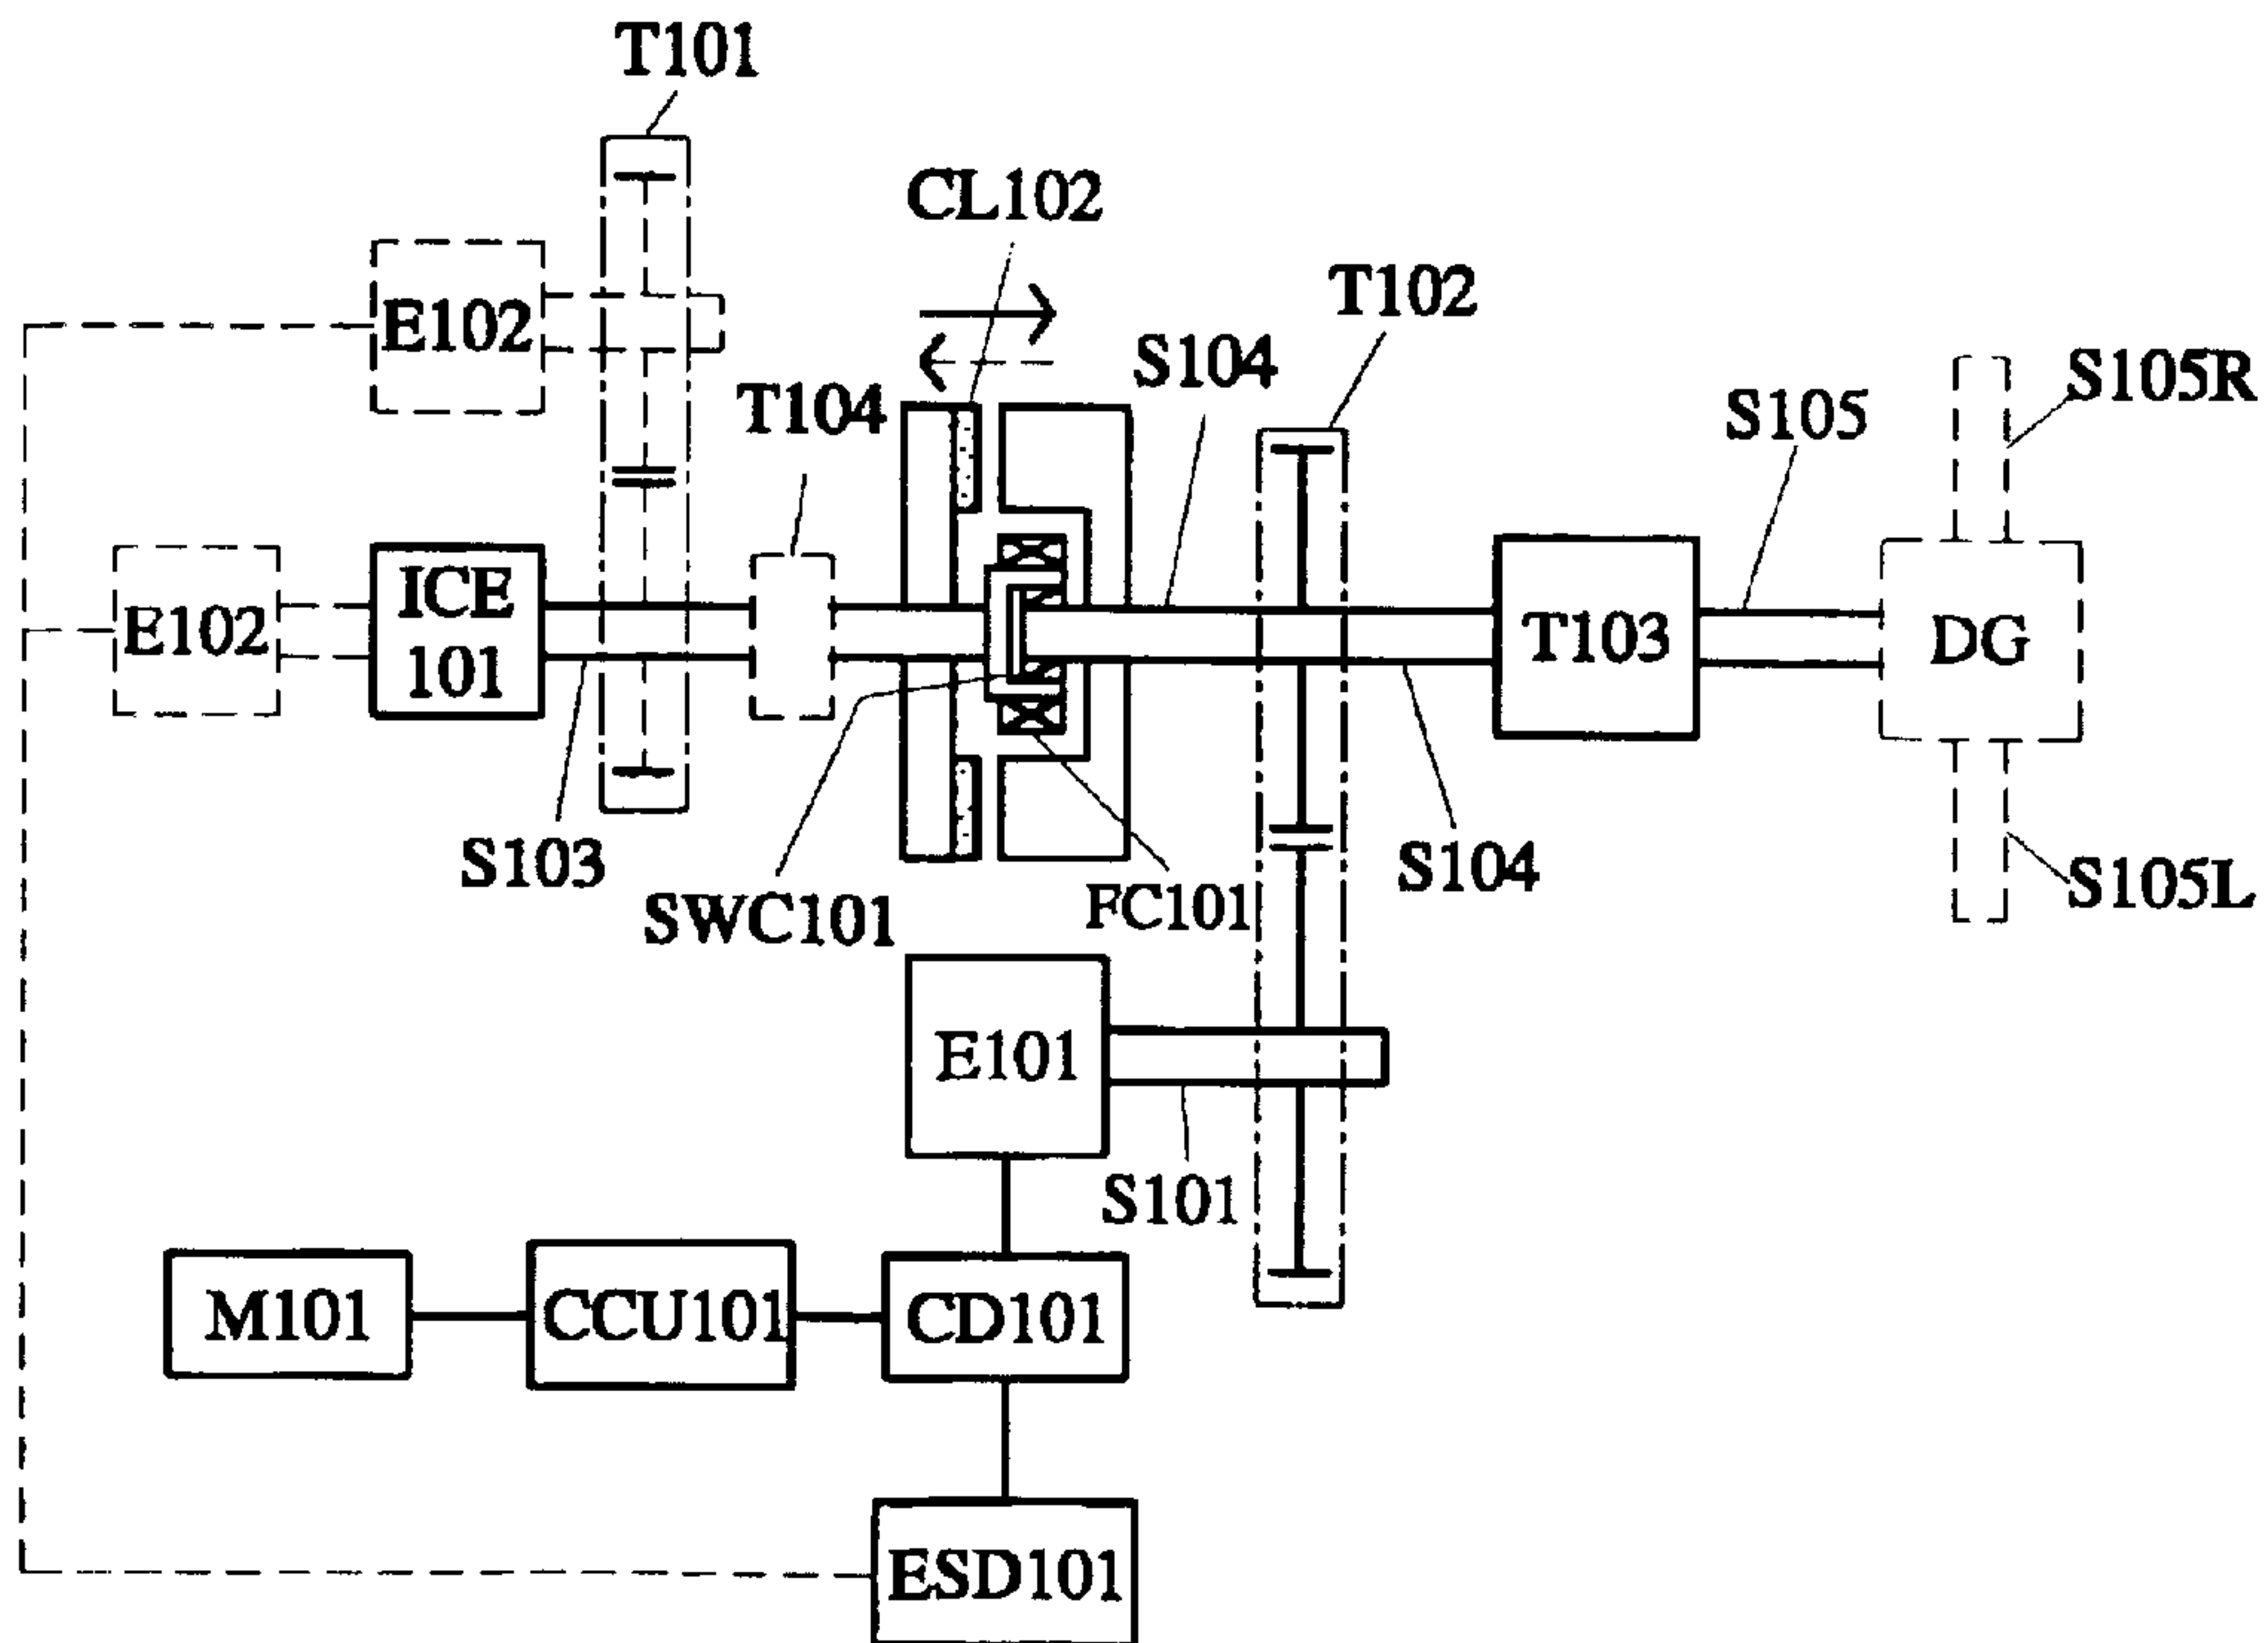 T101
CL102
T102
E102
S104
S105R
T104
S105
ICE
101
E102
T103
DG
S103
SWC101
FC101
S104
S105L
E101
S101
M101
CCU101
CD101
ESD101